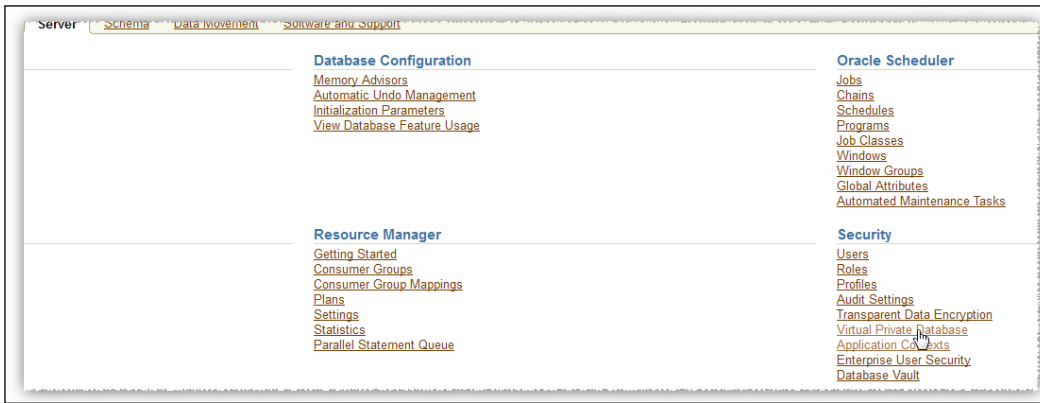 Server Schema Data Movement Software and Support
Database Configuration
Memory Advisors
Automatic Undo Management
Initialization Parameters
View Database Feature Usage
Oracle Scheduler
Jobs
Chains
Schedules
Programs
Job Classes
Windows
Window Groups
Global Attributes
Automated Maintenance Tasks
Resource Manager
Getting Started
Consumer Groups
Consumer Group Mappings
Plans
Settings
Statistics
Parallel Statement Queue
Security
Users
Roles
Profiles
Audit Settings
Transparent Data Encryption
Virtual Private Database
Application Contexts
Enterprise User Security
Database Vault